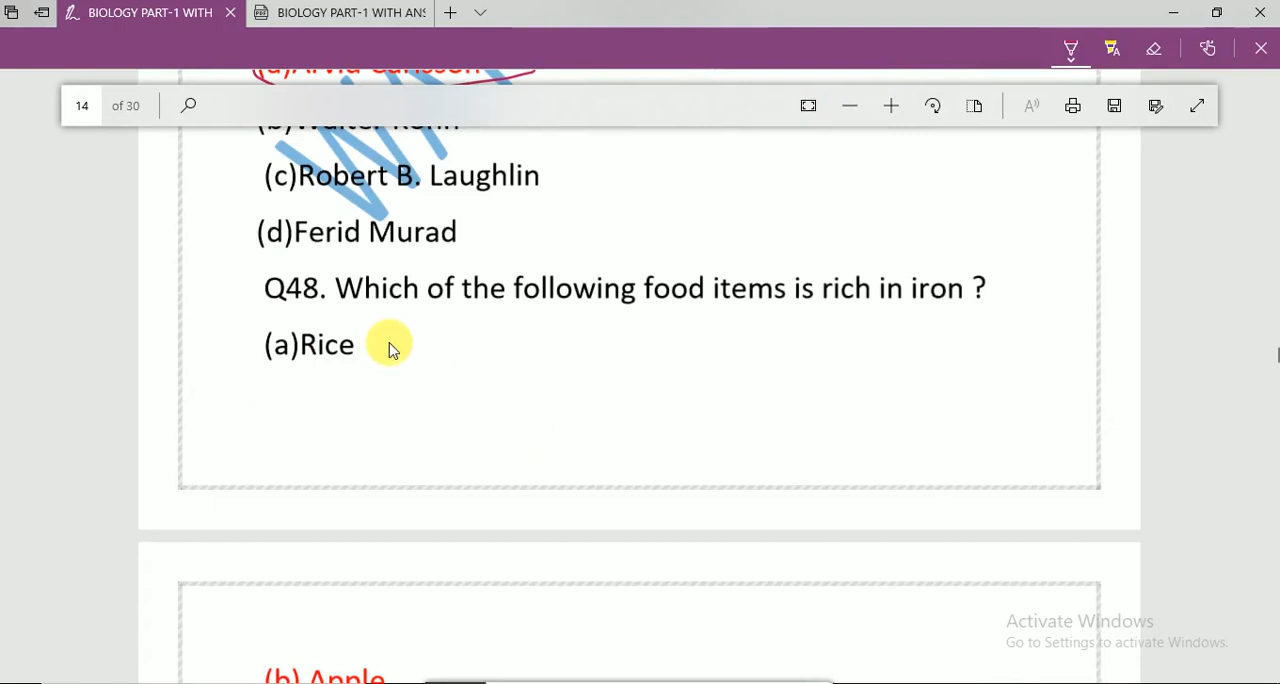 BIOLOGY PART-1 WITH
BIOLOGY PART-1 WITH ANS
14 of 30
(c)Robert B. Laughlin
(d)Ferid Murad
Q48. Which of the following food items is rich in iron ?
(a)Rice
Activate Windows
Go to Settings to activate Windows.
(b) Apple